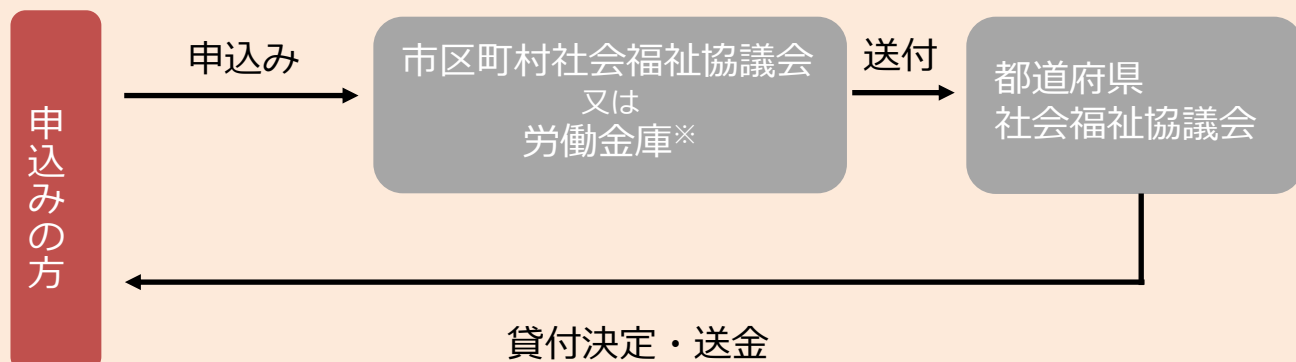 申込みの方
申込み
市区町村社会福祉協議会
又は
労働金庫※
送付
都道府県
社会福祉協議会
貸付決定・送金